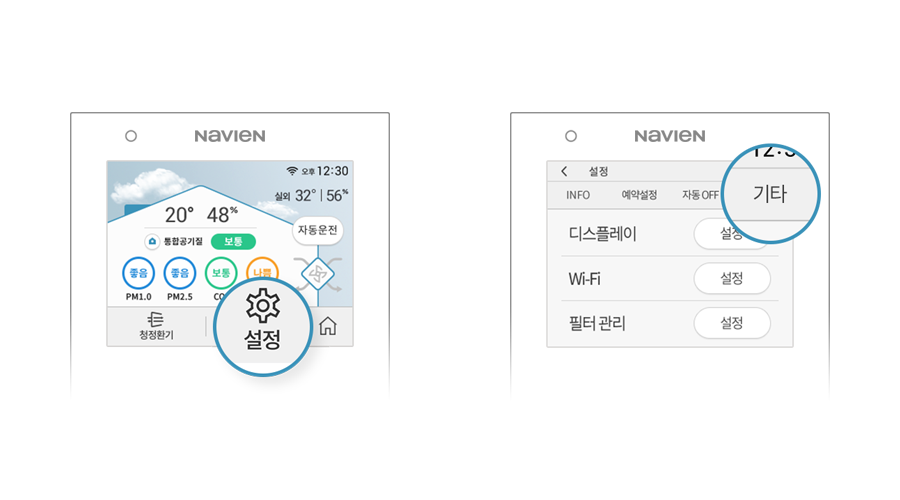 NAVIEN
오후 12:30
실외 32° | 56%
20° 48%
자동운전
통합공기질 보통
좋음 좋음 보통 나쁨
PM1.0 PM2.5
청정환기
설정
NAVIEN
설정
INFO 예약설정 자동 OFF 기타
디스플레이 설정
Wi-Fi 설정
필터 관리 설정